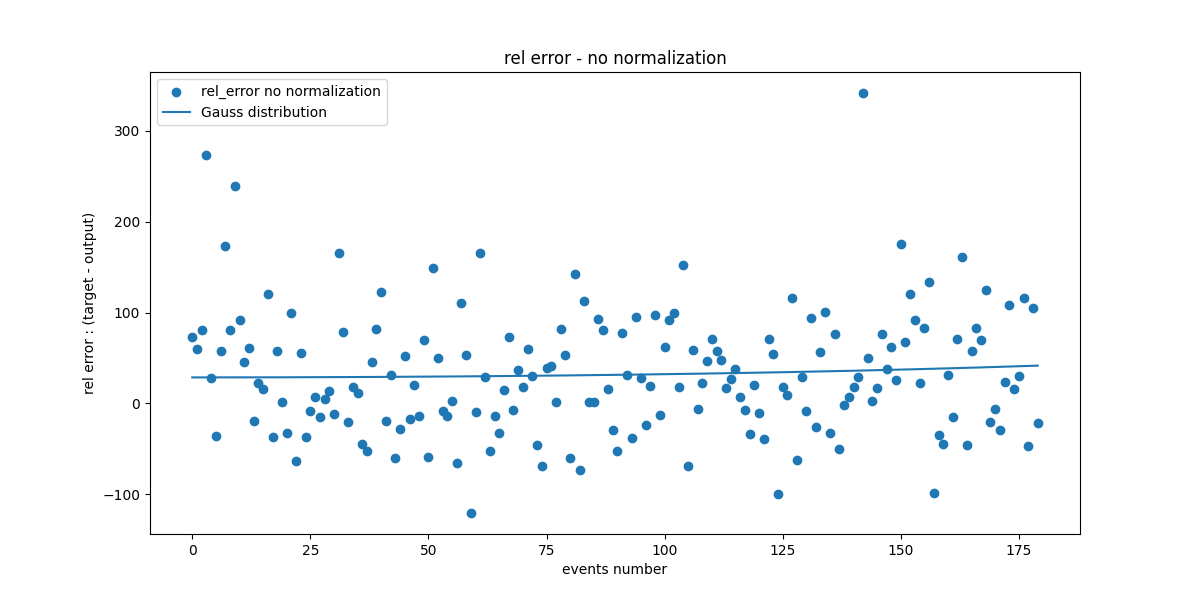 rel error - no normalization
rel_error no normalization
Gauss distribution
rel error : (target - output)
300
200
100
0
−100
0 25 50 75 100 125 150 175
events number